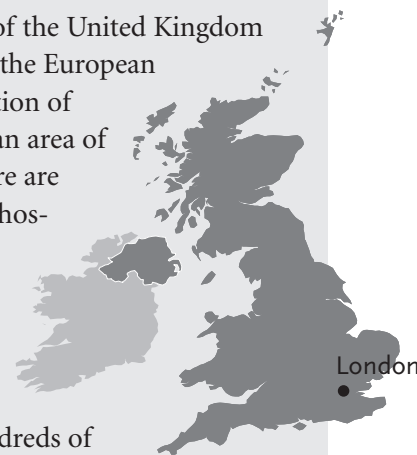 of the United Kingdom
the European
tion of
an area of
re are
hos-
London
dreds of